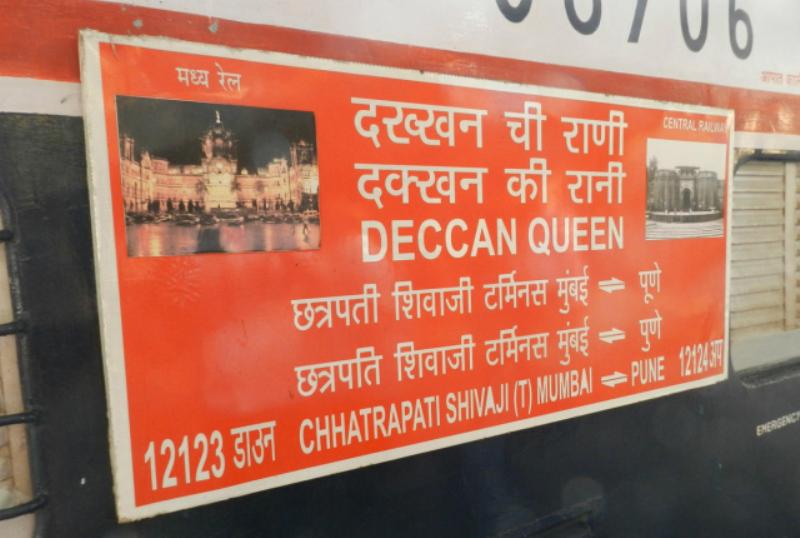 मध्य रेल
CENTRAL RAILWAY
दख्खन ची राणी
दक्खन की रानी
DECCAN QUEEN
छत्रपती शिवाजी टर्मिनस मुंबई ⇌ पूणे
छत्रपति शिवाजी टर्मिनस मुंबई ⇌ पुणे
CHHATRAPATI SHIVAJI (T) MUMBAI ⇌ PUNE
12123 डाउन
12124 अप
EMERGENCY